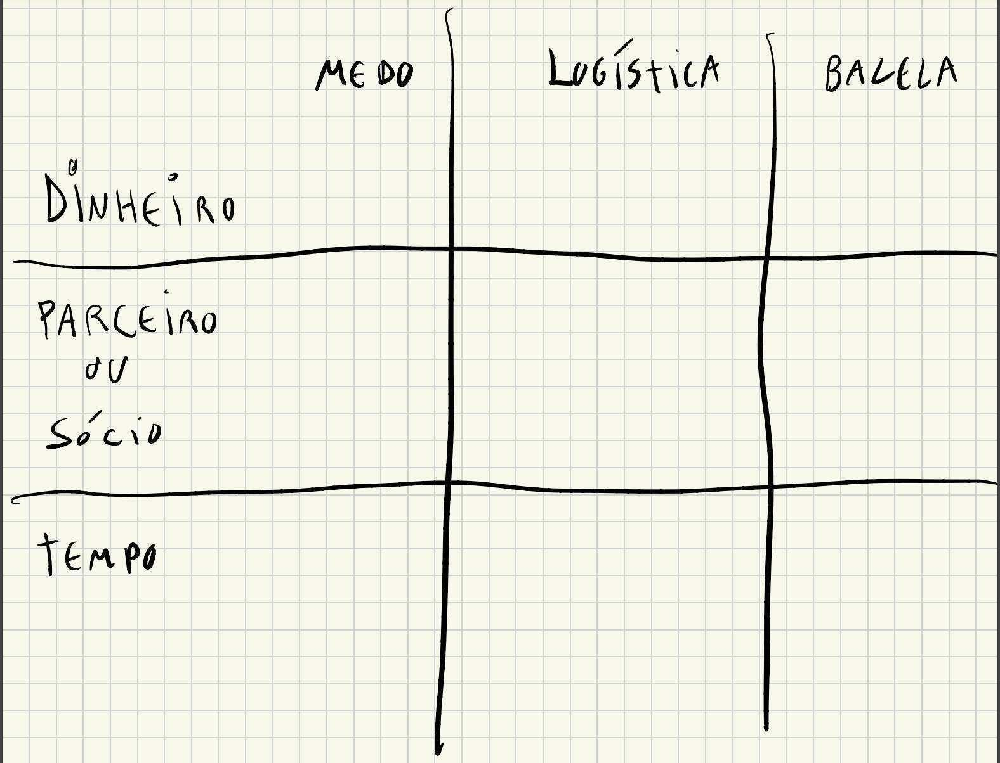 MEDO LOGÍSTICA BALELA
DINHEIRO
PARCEIRO
OU
SÓCIO
TEMPO